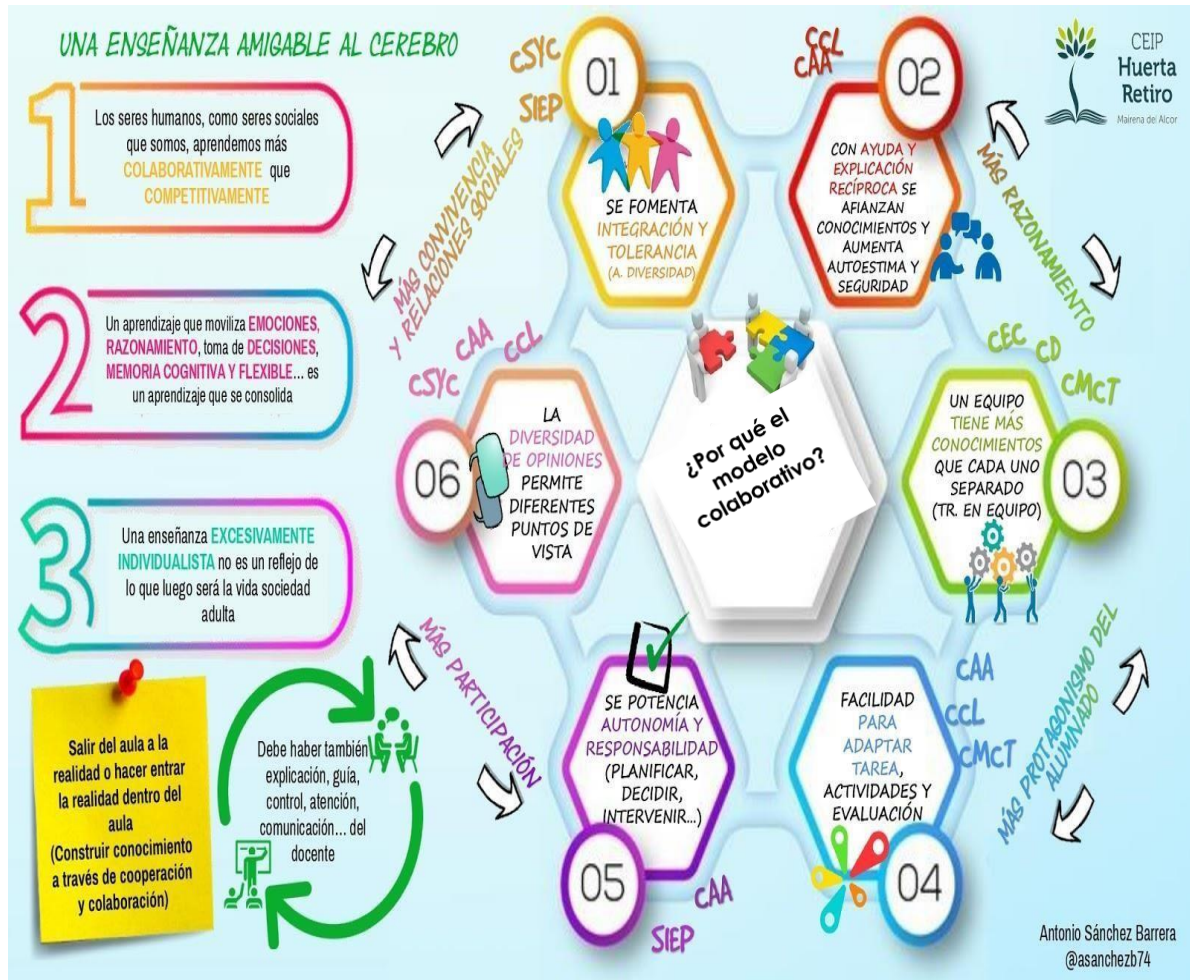 UNA ENSEÑANZA AMIGABLE AL CEREBRO
1
Los seres humanos, como seres sociales
que somos, aprendemos más
COLABORATIVAMENTE que
COMPETITIVAMENTE
2
Un aprendizaje que moviliza EMOCIONES,
RAZONAMIENTO, toma de DECISIONES,
MEMORIA COGNITIVA Y FLEXIBLE... es
un aprendizaje que se consolida
3
Una enseñanza EXCESIVAMENTE
INDIVIDUALISTA no es un reflejo de
lo que luego será la vida sociedad
adulta
Salir del aula a la
realidad o hacer entrar
la realidad dentro del
aula
(Construir conocimiento
a través de cooperación
y colaboración)
Debe haber también
explicación, guía,
control, atención,
comunicación... del
docente
¿Por qué el
modelo
colaborativo?
CSYC
SIEP
01
SE FOMENTA
INTEGRACIÓN Y
TOLERANCIA
(A. DIVERSIDAD)
CCL
CAA
02
CON AYUDA Y
EXPLICACIÓN
RECÍPROCA SE
AFIANZAN
CONOCIMIENTOS Y
AUMENTA
AUTOESTIMA Y
SEGURIDAD
MÁS RAZONAMIENTO
CEC
CD
CMCT
03
UN EQUIPO
TIENE MÁS
CONOCIMIENTOS
QUE CADA UNO
SEPARADO
(TR. EN EQUIPO)
MÁS PROTAGONISMO DEL
ALUMNADO
CAA
CCL
CMCT
04
FACILIDAD
PARA
ADAPTAR
TAREA,
ACTIVIDADES Y
EVALUACIÓN
05
SE POTENCIA
AUTONOMÍA Y
RESPONSABILIDAD
(PLANIFICAR,
DECIDIR,
INTERVENIR...)
CAA
SIEP
MÁS PARTICIPACIÓN
CSYC
CAA
CCL
06
LA
DIVERSIDAD
DE OPINIONES
PERMITE
DIFERENTES
PUNTOS DE
VISTA
MÁS CONVIVENCIA
Y RELACIONES SOCIALES
CEIP
Huerta
Retiro
Mairena del Alcor
Antonio Sánchez Barrera
@asanchezb74